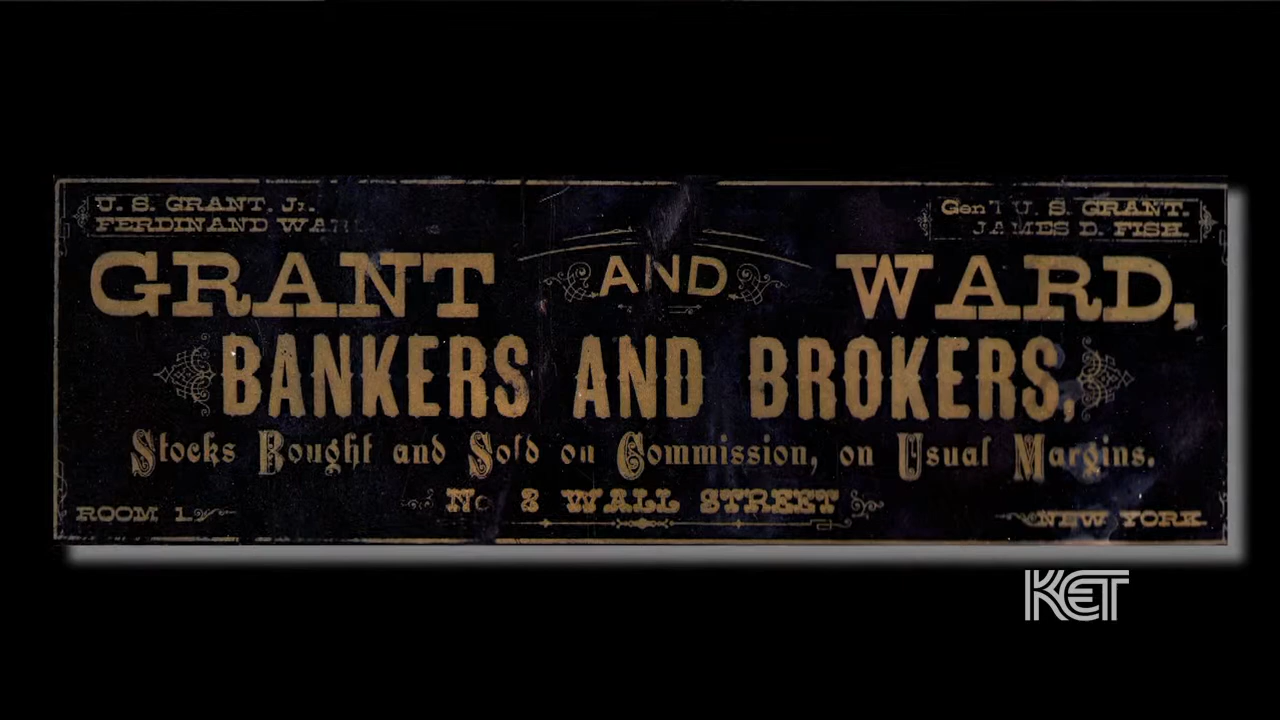 U. S. GRANT. Jr.
FERDINAND WARD
Gen'l U. S. GRANT.
JAMES D. FISH.
GRANT AND WARD,
BANKERS AND BROKERS,
Stocks Bought and Sold on Commission, on Usual Margins.
No 2 WALL STREET
ROOM 1.
NEW YORK.
KET